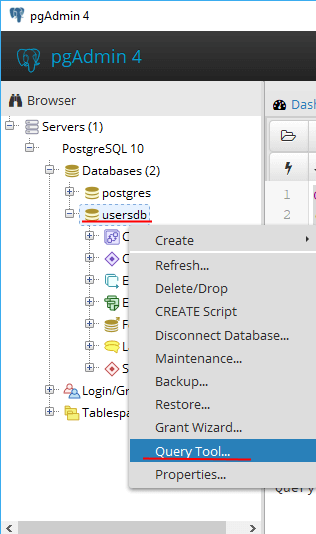 pgAdmin 4
pgAdmin 4
Browser
Servers (1)
PostgreSQL 10
Databases (2)
postgres
usersdb
Login/Gr
Tablespa
Create
Refresh...
Delete/Drop
CREATE Script
Disconnect Database...
Maintenance...
Backup...
Restore...
Grant Wizard...
Query Tool...
Properties...
Dash
1
2
Query